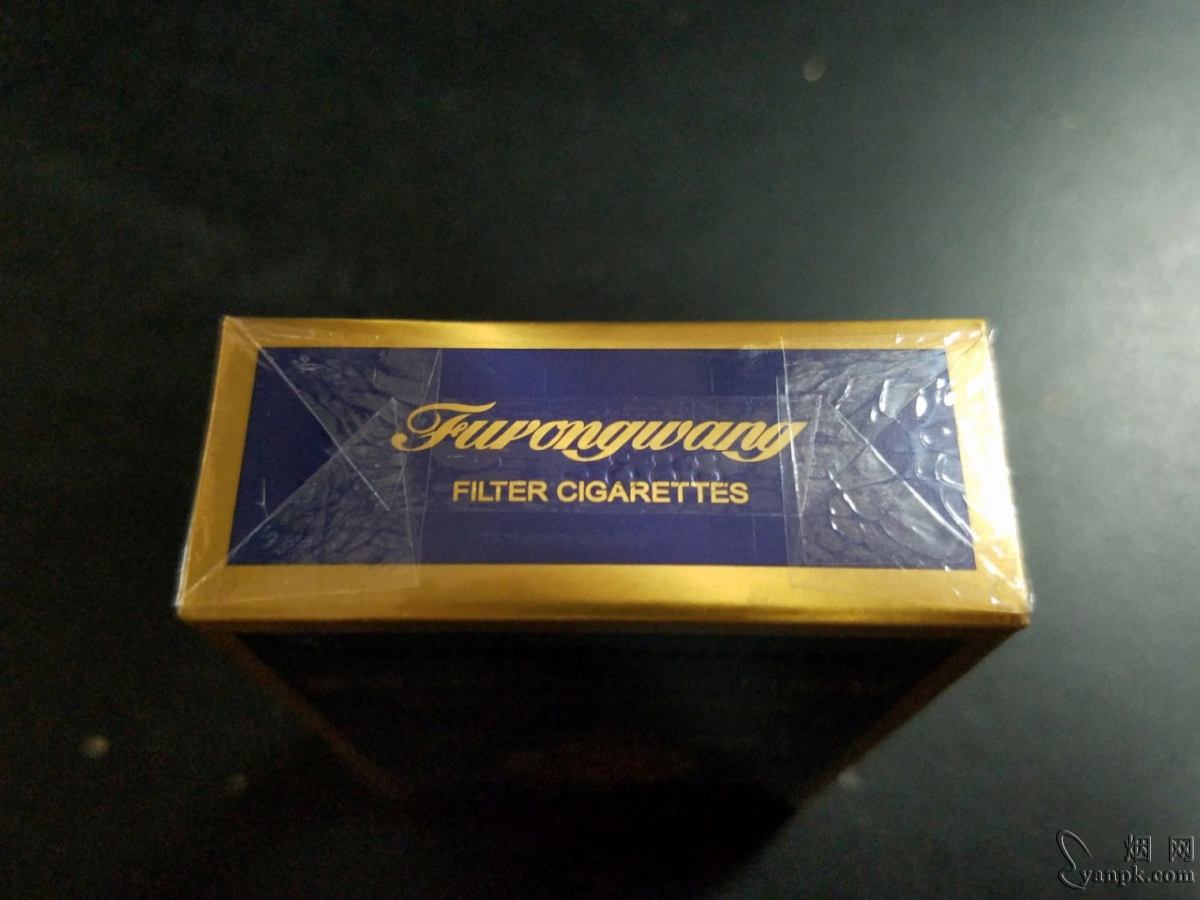 Furongwang
FILTER CIGARETTES
烟 网
yanpk.com